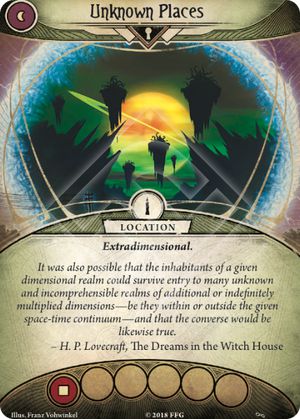 Unknown Places
LOCATION
Extradimensional.
It was also possible that the inhabitants of a given
dimensional realm could survive entry to many unknown
and incomprehensible realms of additional or indefinitely
multiplied dimensions—be they within or outside the given
space-time continuum—and that the converse would be
likewise true.
– H. P. Lovecraft, The Dreams in the Witch House
Illus. Franz Vohwinkel
© 2018 FFG